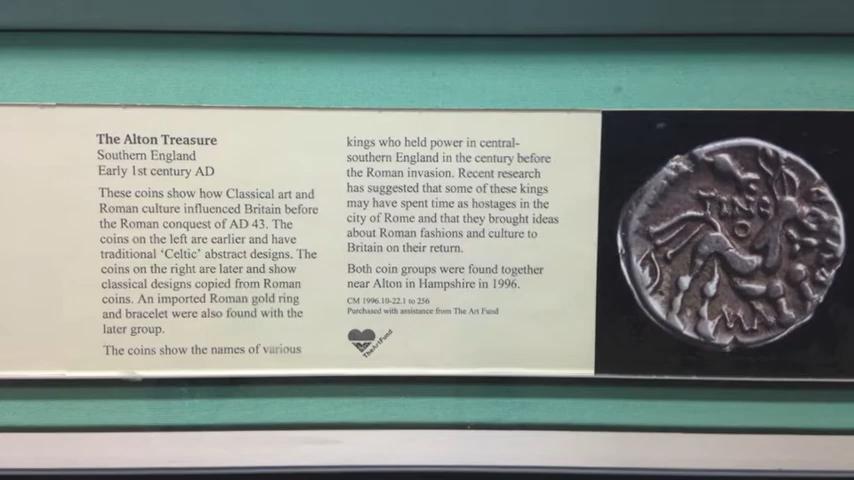 The Alton Treasure
Southern England
Early 1st century AD
These coins show how Classical art and
Roman culture influenced Britain before
the Roman conquest of AD 43. The
coins on the left are earlier and have
traditional ‘Celtic’ abstract designs. The
coins on the right are later and show
classical designs copied from Roman
coins. An imported Roman gold ring
and bracelet were also found with the
later group.
The coins show the names of various
kings who held power in central-
southern England in the century before
the Roman invasion. Recent research
has suggested that some of these kings
may have spent time as hostages in the
city of Rome and that they brought ideas
about Roman fashions and culture to
Britain on their return.
Both coin groups were found together
near Alton in Hampshire in 1996.
CM 1996.10-22.1 to 256
Purchased with assistance from The Art Fund
TheArtFund
TINC
O